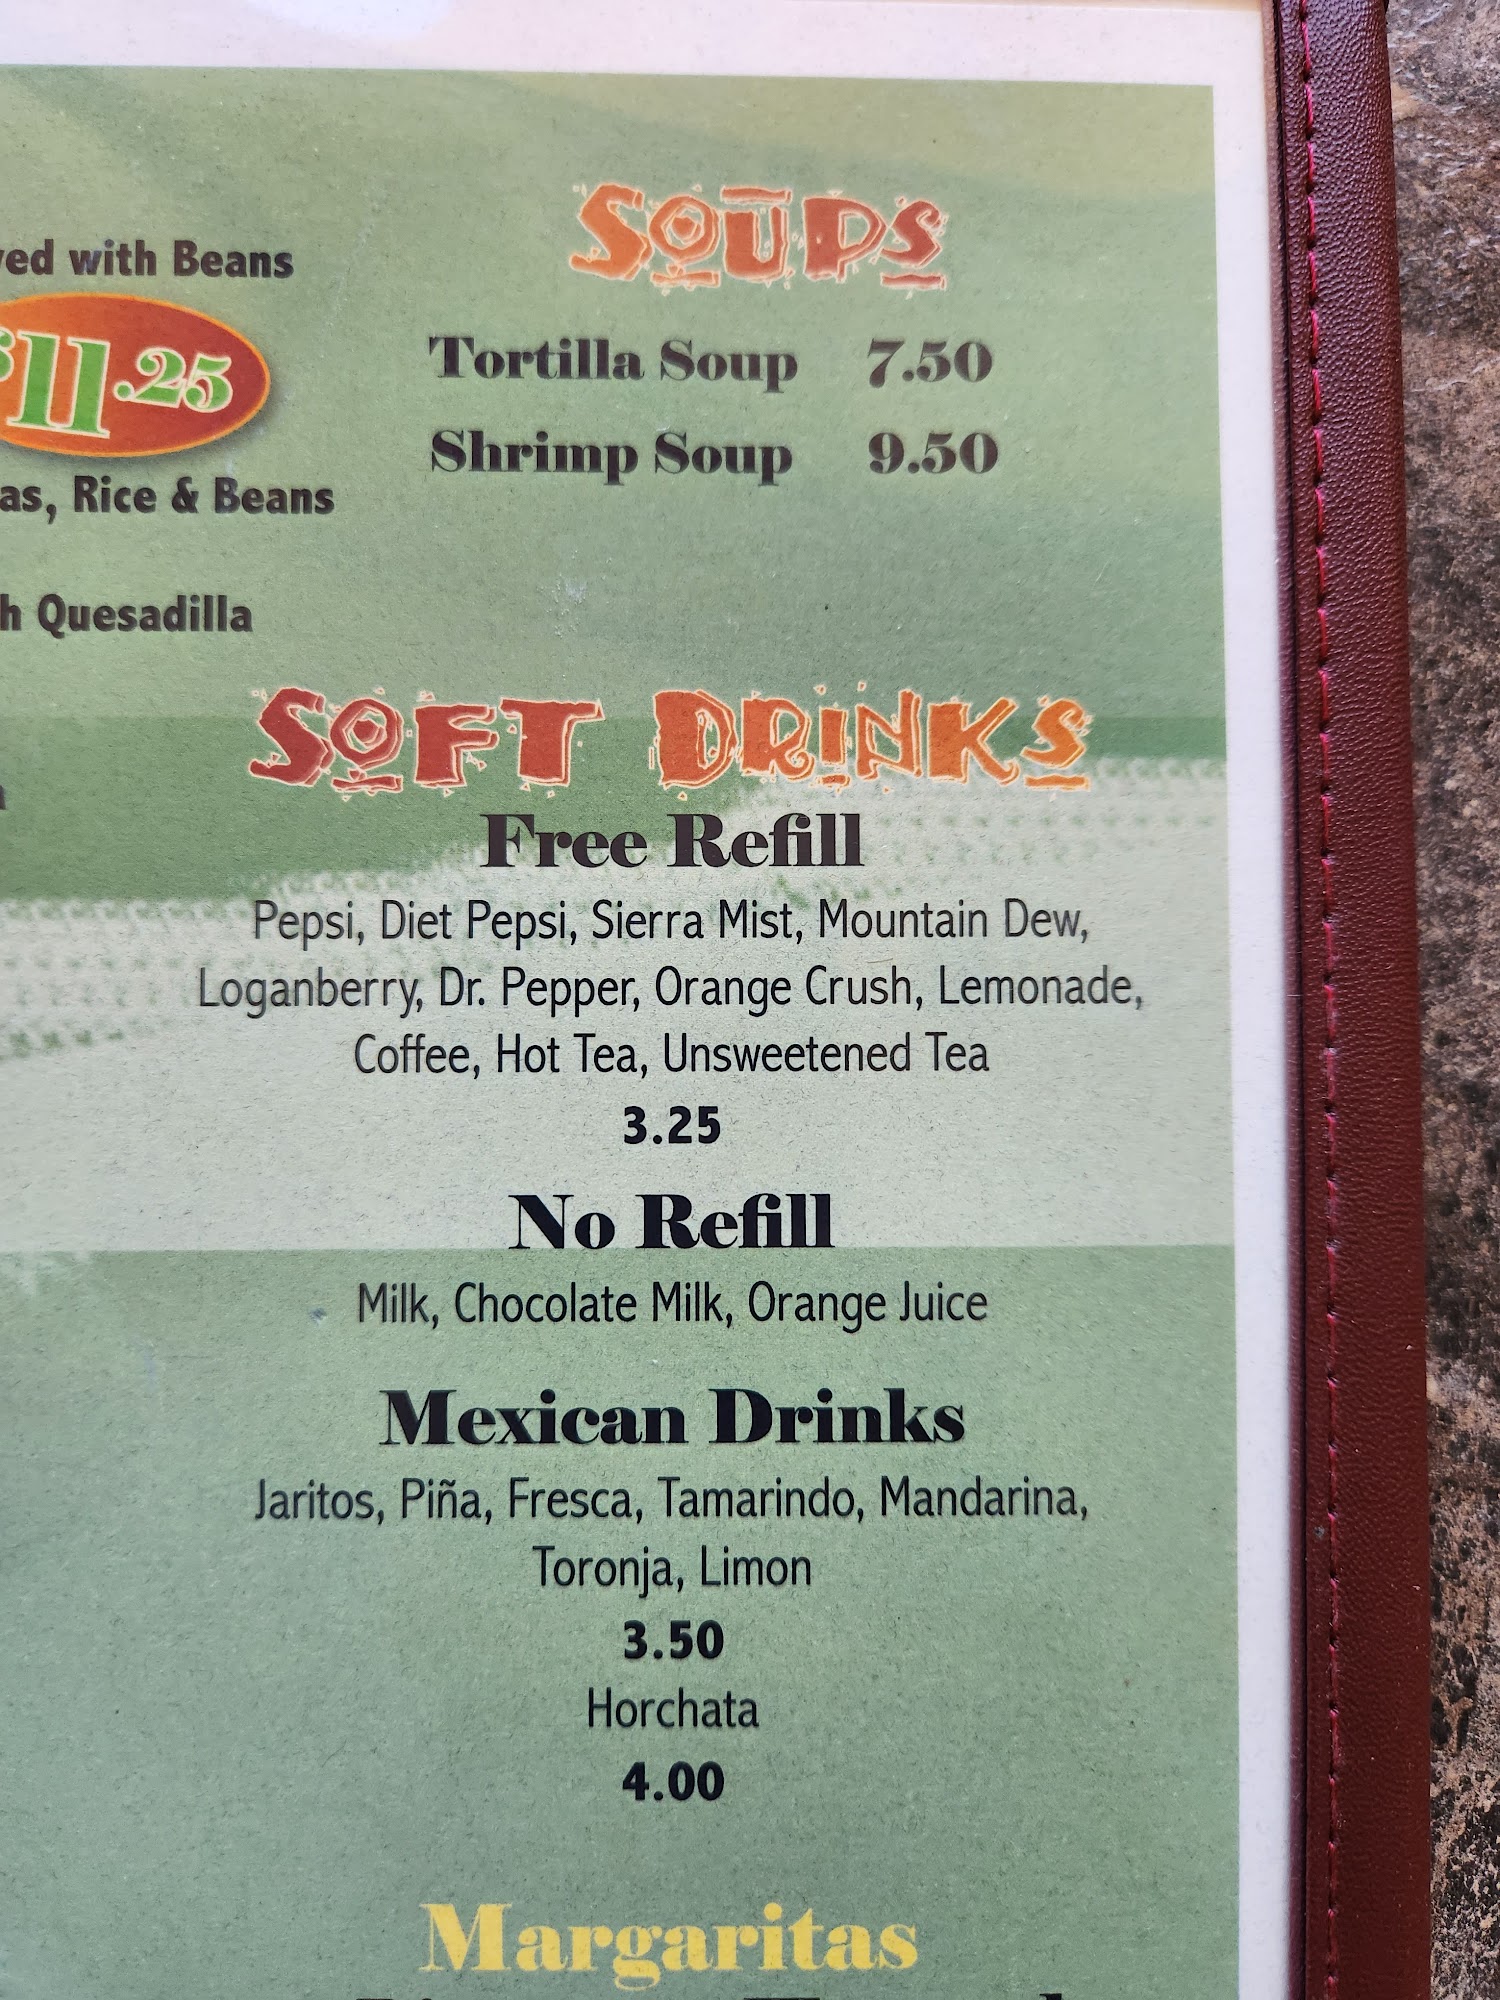 with Beans
$11.25
Rice & Beans
Quesadilla
SOUPS
Tortilla Soup 7.50
Shrimp Soup 9.50
SOFT DRINKS
Free Refill
Pepsi, Diet Pepsi, Sierra Mist, Mountain Dew,
Loganberry, Dr. Pepper, Orange Crush, Lemonade,
Coffee, Hot Tea, Unsweetened Tea
3.25
No Refill
Milk, Chocolate Milk, Orange Juice
Mexican Drinks
Jaritos, Piña, Fresca, Tamarindo, Mandarina,
Toronja, Limon
3.50
Horchata
4.00
Margaritas